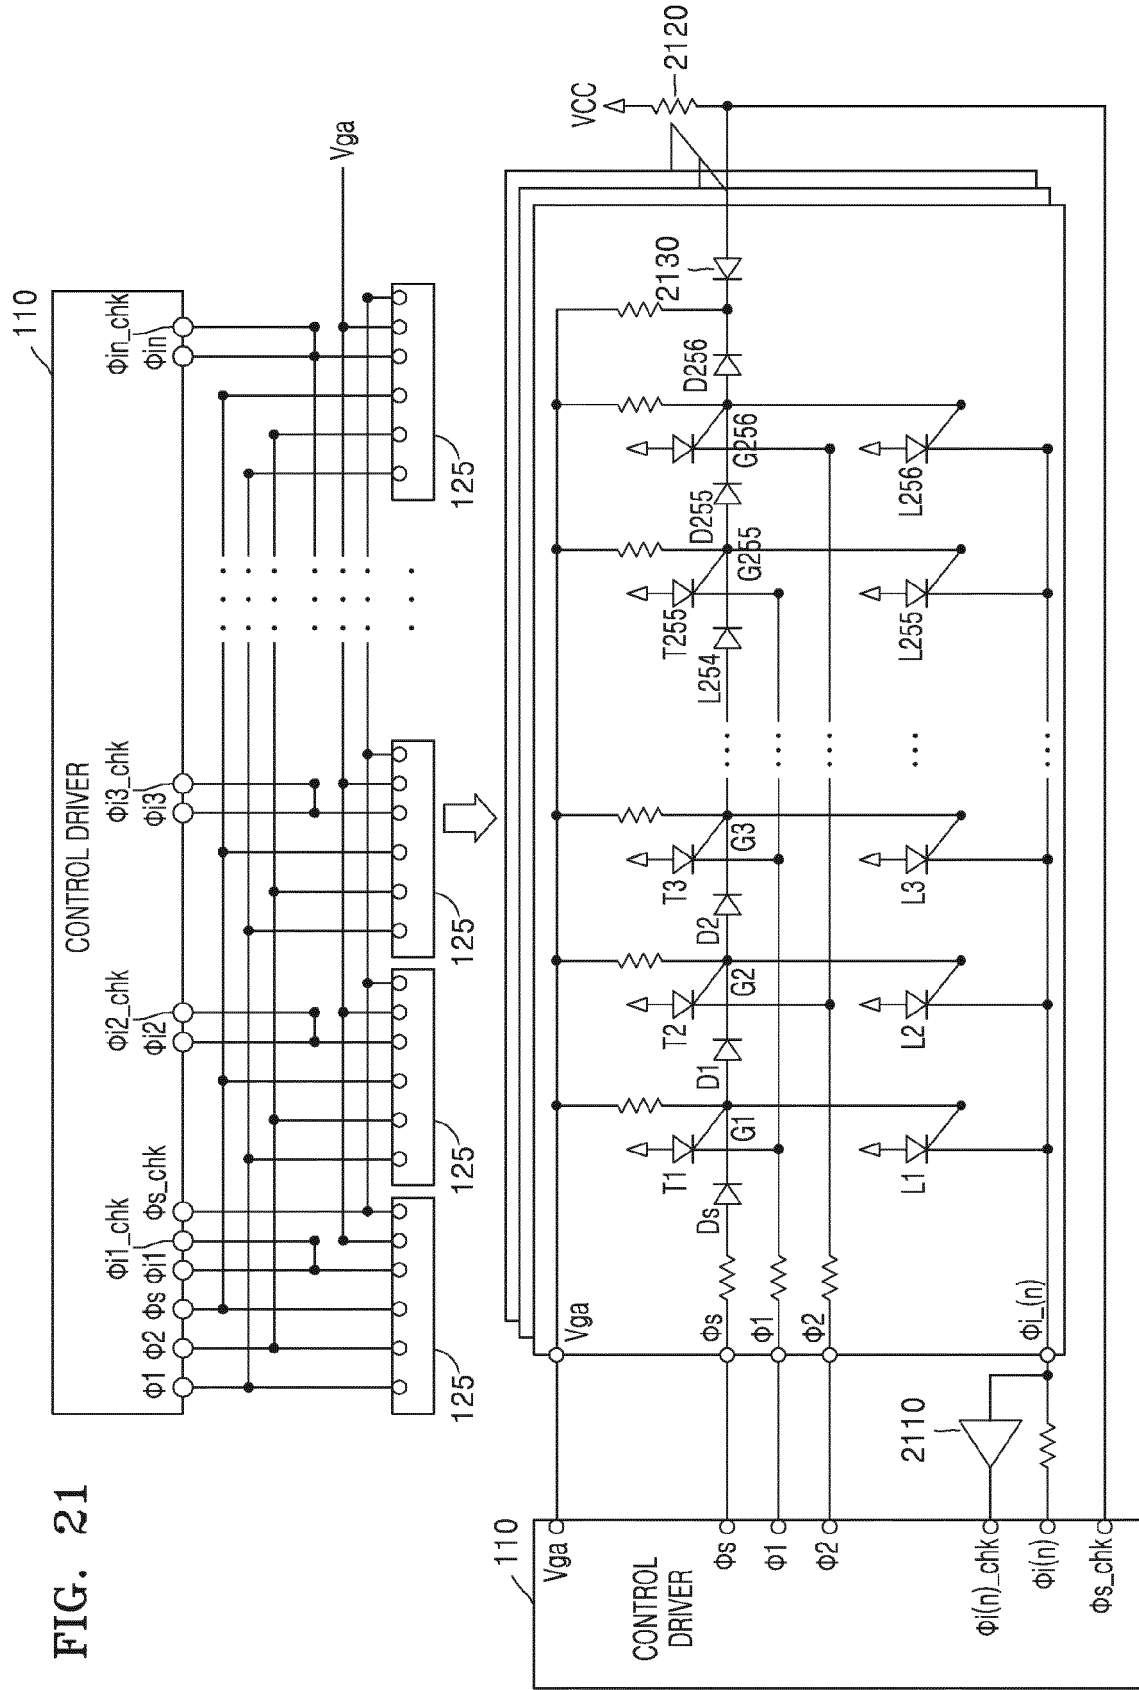 FIG. 21
110
CONTROL DRIVER
Φ1
Φ2
Φs
Φi1
Φi1_chk
Φs_chk
Φi2
Φi2_chk
Φi3
Φi3_chk
Φin
Φin_chk
Vga
125
125
125
125
110
CONTROL
DRIVER
Vga
Φs
Φ1
Φ2
Φi(n)_chk
Φi(n)
Φs_chk
2110
Vga
Φs
Φ1
Φ2
Φi_(n)
Ds
T1
G1
D1
T2
G2
D2
T3
G3
L254
T255
G255
D255
G256
D256
2130
VCC
2120
L1
L2
L3
L255
L256